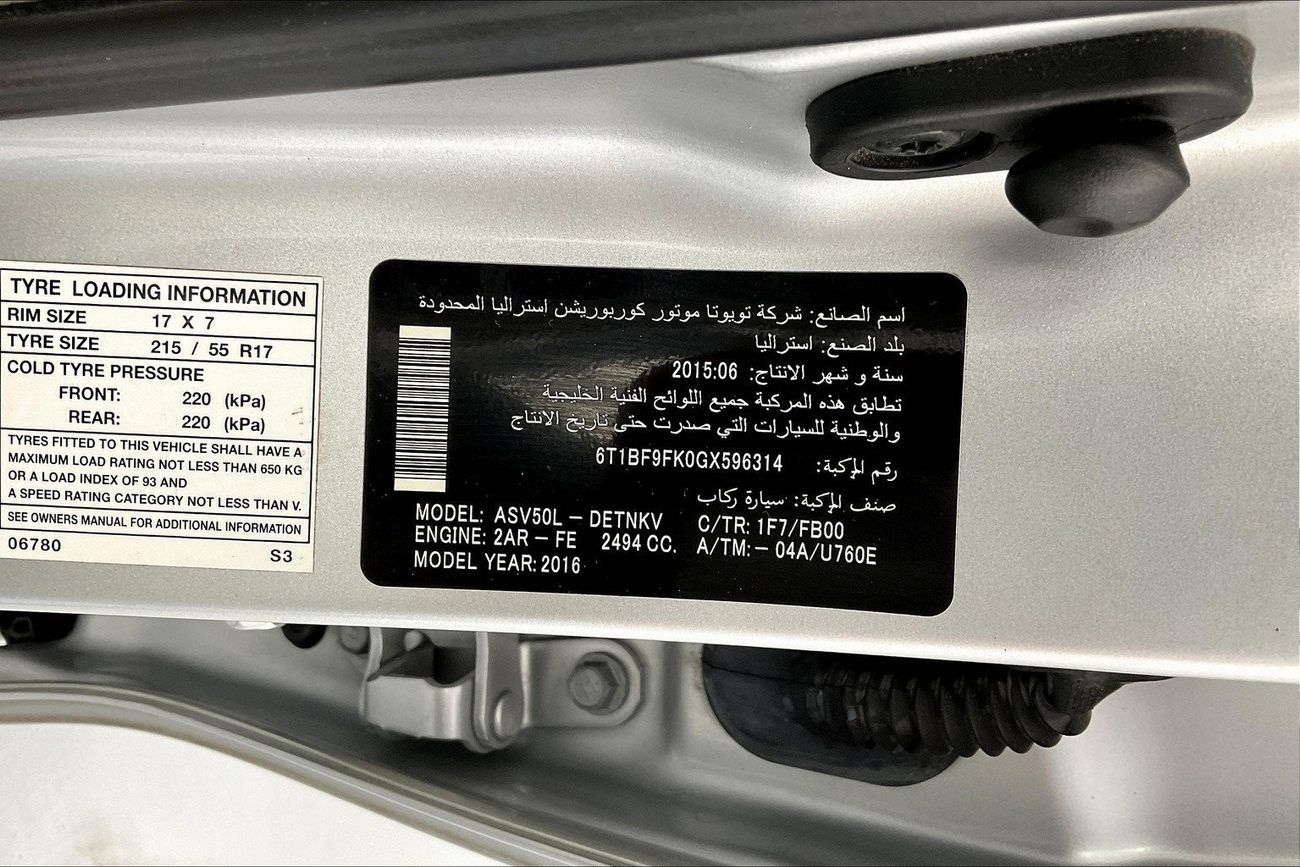 TYRE LOADING INFORMATION
RIM SIZE 17 X 7
TYRE SIZE 215 / 55 R17
COLD TYRE PRESSURE
FRONT: 220 (kPa)
REAR: 220 (kPa)
TYRES FITTED TO THIS VEHICLE SHALL HAVE A
MAXIMUM LOAD RATING NOT LESS THAN 650 KG
OR A LOAD INDEX OF 93 AND
A SPEED RATING CATEGORY NOT LESS THAN V.
SEE OWNERS MANUAL FOR ADDITIONAL INFORMATION
06780 S3
اسم الصانع: شركة تويوتا موتور كوربوريشن استراليا المحدودة
بلد الصنع: استراليا
سنة و شهر الانتاج: 2015:06
تطابق هذه المركبة جميع اللوائح الفنية الخليجية
والوطنية للسيارات التي صدرت حتى تاريخ الانتاج
رقم المركبة: 6T1BF9FK0GX596314
صنف المركبة: سيارة ركاب
MODEL: ASV50L – DETNKV C/TR: 1F7/FB00
ENGINE: 2AR – FE 2494 CC. A/TM: – 04A/U760E
MODEL YEAR: 2016